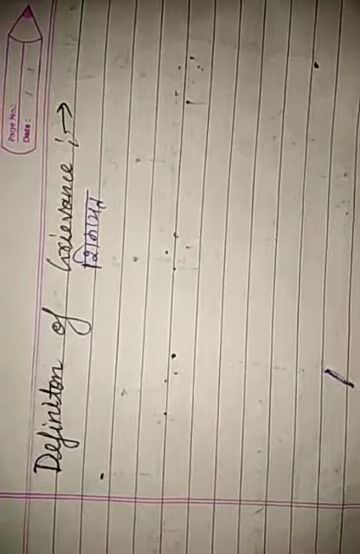 Page No.:
Date: / /
Definiton of Grievance :→
शिकायत